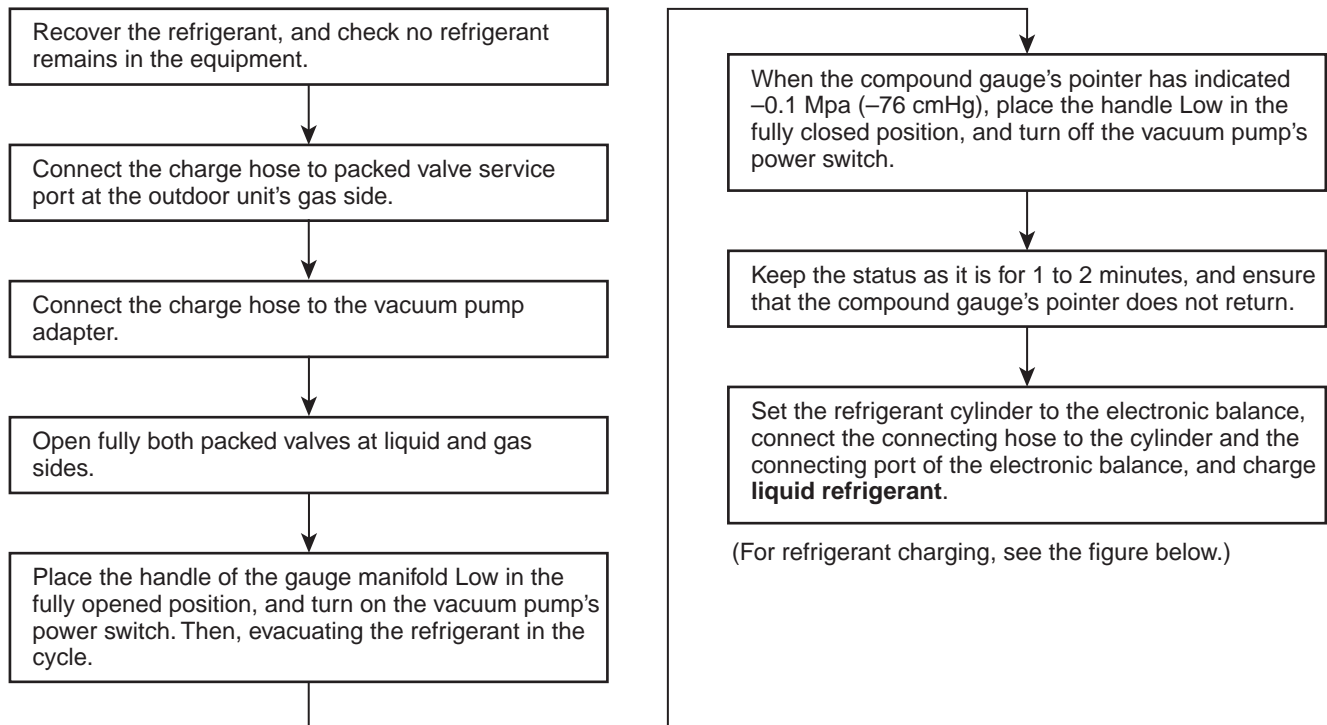 Recover the refrigerant, and check no refrigerant
remains in the equipment.
Connect the charge hose to packed valve service
port at the outdoor unit's gas side.
Connect the charge hose to the vacuum pump
adapter.
Open fully both packed valves at liquid and gas
sides.
Place the handle of the gauge manifold Low in the
fully opened position, and turn on the vacuum pump's
power switch. Then, evacuating the refrigerant in the
cycle.
When the compound gauge's pointer has indicated
–0.1 Mpa (–76 cmHg), place the handle Low in the
fully closed position, and turn off the vacuum pump's
power switch.
Keep the status as it is for 1 to 2 minutes, and ensure
that the compound gauge's pointer does not return.
Set the refrigerant cylinder to the electronic balance,
connect the connecting hose to the cylinder and the
connecting port of the electronic balance, and charge
liquid refrigerant.
(For refrigerant charging, see the figure below.)